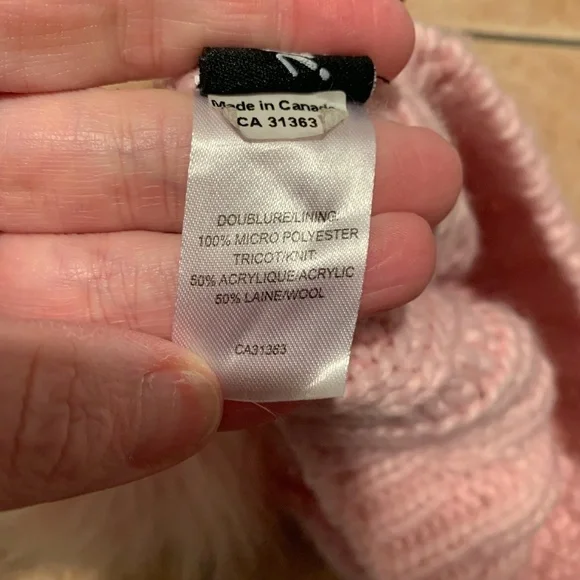 Made in Canada
CA 31363
DOUBLURE/LINING:
100% MICRO POLYESTER
TRICOT/KNIT
50% ACRYLIQUE/ACRYLIC
50% LAINE/WOOL
CA31363